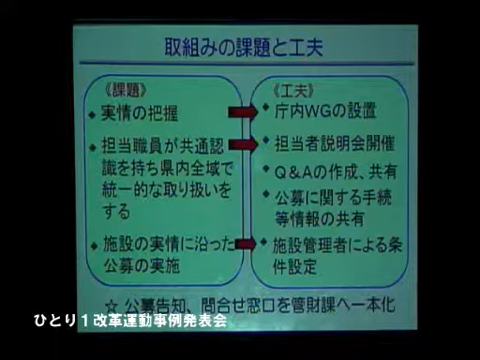 取組みの課題と工夫
《課題》
・実情の把握
・担当職員が共通認
識を持ち県内全域で
統一的な取り扱いを
する
・施設の実情に沿った
公募の実施
《工夫》
・庁内WGの設置
・担当者説明会開催
・Q&Aの作成、共有
・公募に関する手続
等情報の共有
・施設管理者による条
件設定
☆ 公募告知、問合せ窓口を管財課へ一本化
ひとり1改革運動事例発表会